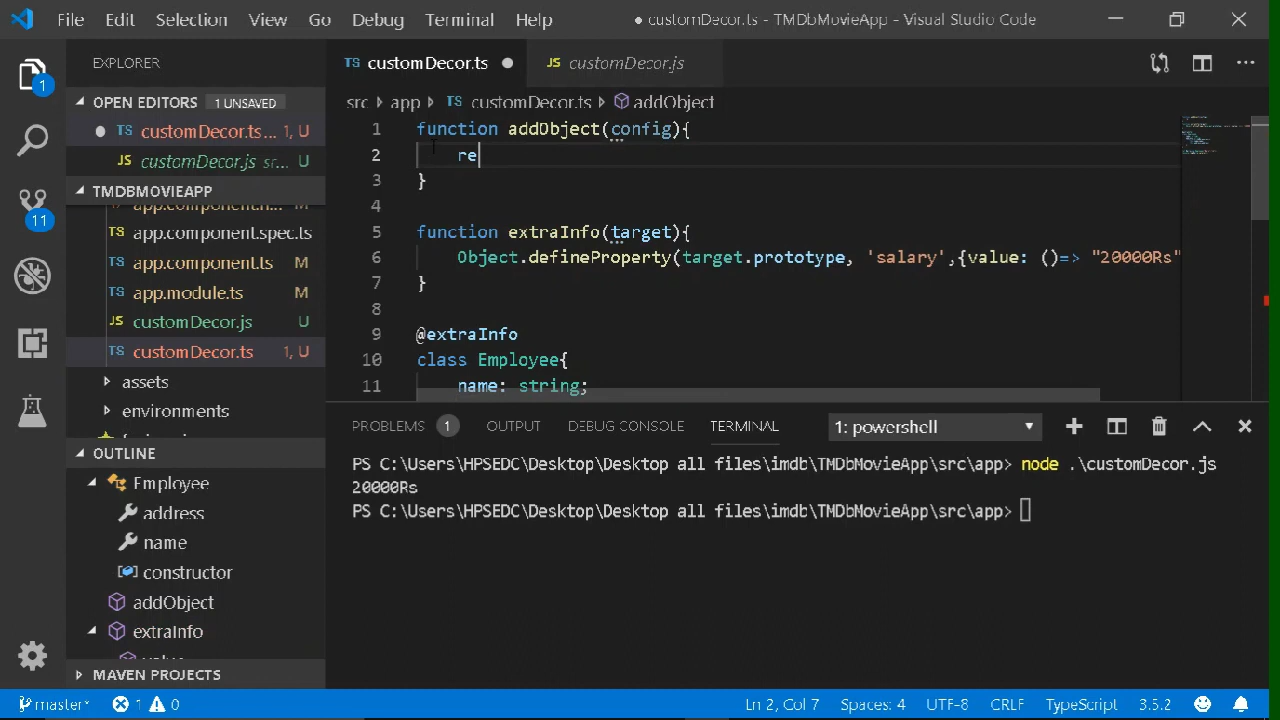 File Edit Selection View Go Debug Terminal Help
● customDecor.ts - TMDbMovieApp - Visual Studio Code
EXPLORER
TS customDecor.ts ●
JS customDecor.js
OPEN EDITORS 1 UNSAVED
● TS customDecor.ts... 1, U
JS customDecor.js sr... U
TMDBMOVIEAPP
app.component.spec.ts
app.component.ts M
app.module.ts M
JS customDecor.js U
TS customDecor.ts 1, U
assets
environments
OUTLINE
Employee
address
name
constructor
addObject
extraInfo
MAVEN PROJECTS
1
11
src app TS customDecor.ts addObject
1 function addObject(config){
2 re
3 }
4
5 function extraInfo(target){
6 Object.defineProperty(target.prototype, 'salary',{value: ()=> "20000Rs"
7 }
8
9 @extraInfo
10 class Employee{
11 name: string;
PROBLEMS 1 OUTPUT DEBUG CONSOLE TERMINAL 1: powershell
PS C:\Users\HPSEDC\Desktop\Desktop all files\imdb\TMDbMovieApp\src\app> node .\customDecor.js
20000Rs
PS C:\Users\HPSEDC\Desktop\Desktop all files\imdb\TMDbMovieApp\src\app>
master* 1 0 Ln 2, Col 7 Spaces: 4 UTF-8 CRLF TypeScript 3.5.2